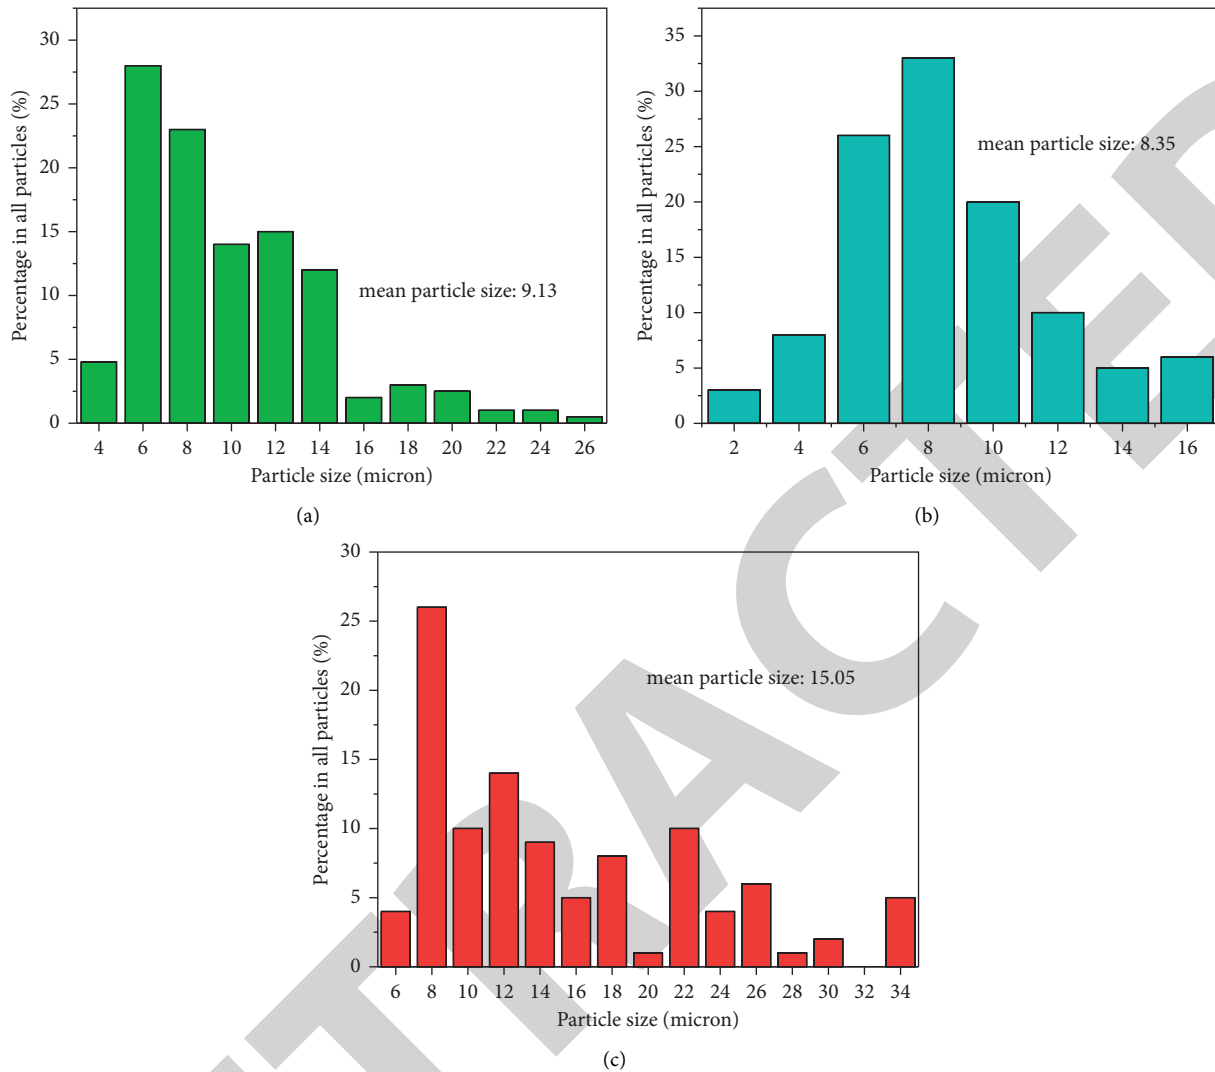 30
25
20
15
10
5
0
Percentage in all particles (%)
mean particle size: 9.13
4 6 8 10 12 14 16 18 20 22 24 26
Particle size (micron)
(a)
35
30
25
20
15
10
5
0
Percentage in all particles (%)
mean particle size: 8.35
2 4 6 8 10 12 14 16
Particle size (micron)
(b)
30
25
20
15
10
5
0
Percentage in all particles (%)
mean particle size: 15.05
6 8 10 12 14 16 18 20 22 24 26 28 30 32 34
Particle size (micron)
(c)
TRACTED